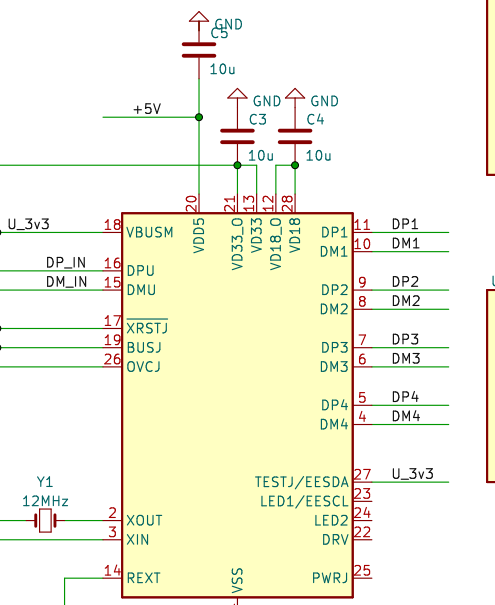 GND
C5
10u
GND
GND
+5V
C3
C4
10u
10u
20
21
13
12
28
VDD5
VD33_O
VD33
VD18_O
VD18
U_3v3
18
VBUSM
DP1
11
DP1
DM1
10
DM1
DP_IN
16
DPU
DM_IN
15
DMU
DP2
9
DP2
DM2
8
DM2
17
XRSTJ
19
BUSJ
DP3
7
DP3
26
OVCJ
DM3
6
DM3
DP4
5
DP4
DM4
4
DM4
TESTJ/EESDA
27
U_3v3
Y1
12MHz
LED1/EESCL
23
2
XOUT
LED2
24
3
XIN
DRV
22
14
REXT
VSS
PWRJ
25